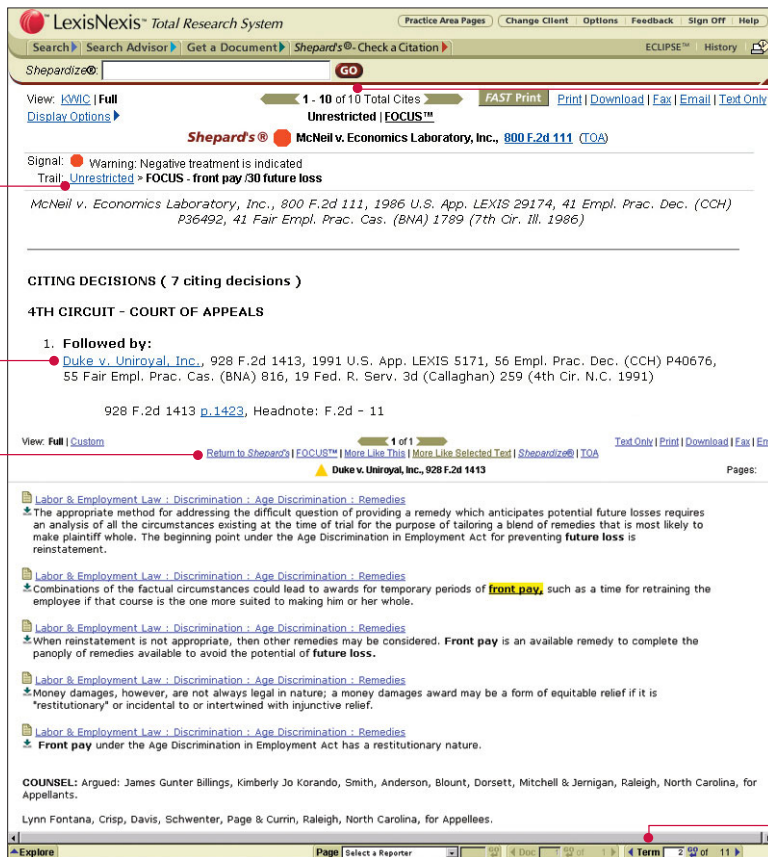 LexisNexis™ Total Research System
Practice Area Pages Change Client Options Feedback Sign Off Help
Search Search Advisor Get a Document Shepard's®-Check a Citation ECLIPSE™ History
Shepardize®: GO
View: KWIC | Full 1 - 10 of 10 Total Cites FAST Print Print | Download | Fax | Email | Text Only
Display Options Unrestricted | FOCUS™
Shepard's® McNeil v. Economics Laboratory, Inc., 800 F.2d 111 (TOA)
Signal: Warning: Negative treatment is indicated
Trail: Unrestricted > FOCUS - front pay /30 future loss
McNeil v. Economics Laboratory, Inc., 800 F.2d 111, 1986 U.S. App. LEXIS 29174, 41 Empl. Prac. Dec. (CCH)
P36492, 41 Fair Empl. Prac. Cas. (BNA) 1789 (7th Cir. Ill. 1986)
CITING DECISIONS ( 7 citing decisions )
4TH CIRCUIT - COURT OF APPEALS
1. Followed by:
Duke v. Uniroyal, Inc., 928 F.2d 1413, 1991 U.S. App. LEXIS 5171, 56 Empl. Prac. Dec. (CCH) P40676,
55 Fair Empl. Prac. Cas. (BNA) 816, 19 Fed. R. Serv. 3d (Callaghan) 259 (4th Cir. N.C. 1991)
928 F.2d 1413 p.1423, Headnote: F.2d - 11
View: Full | Custom 1 of 1 Text Only | Print | Download | Fax | Em
Return to Shepard's | FOCUS™ | More Like This | More Like Selected Text | Shepardize® | TOA
Duke v. Uniroyal, Inc., 928 F.2d 1413 Pages:
Labor & Employment Law : Discrimination : Age Discrimination : Remedies
The appropriate method for addressing the difficult question of providing a remedy which anticipates potential future losses requires
an analysis of all the circumstances existing at the time of trial for the purpose of tailoring a blend of remedies that is most likely to
make plaintiff whole. The beginning point under the Age Discrimination in Employment Act for preventing future loss is
reinstatement.
Labor & Employment Law : Discrimination : Age Discrimination : Remedies
Combinations of the factual circumstances could lead to awards for temporary periods of front pay, such as a time for retraining the
employee if that course is the one more suited to making him or her whole.
Labor & Employment Law : Discrimination : Age Discrimination : Remedies
When reinstatement is not appropriate, then other remedies may be considered. Front pay is an available remedy to complete the
panoply of remedies available to avoid the potential of future loss.
Labor & Employment Law : Discrimination : Age Discrimination : Remedies
Money damages, however, are not always legal in nature; a money damages award may be a form of equitable relief if it is
"restitutionary" or incidental to or intertwined with injunctive relief.
Labor & Employment Law : Discrimination : Age Discrimination : Remedies
Front pay under the Age Discrimination in Employment Act has a restitutionary nature.
COUNSEL: Argued: James Gunter Billings, Kimberly Jo Korando, Smith, Anderson, Blount, Dorsett, Mitchell & Jernigan, Raleigh, North Carolina, for
Appellants.
Lynn Fontana, Crisp, Davis, Schwenter, Page & Currin, Raleigh, North Carolina, for Appellees.
Explore Page Select a Reporter GO Doc 1 GO of 1 Term 2 GO of 11